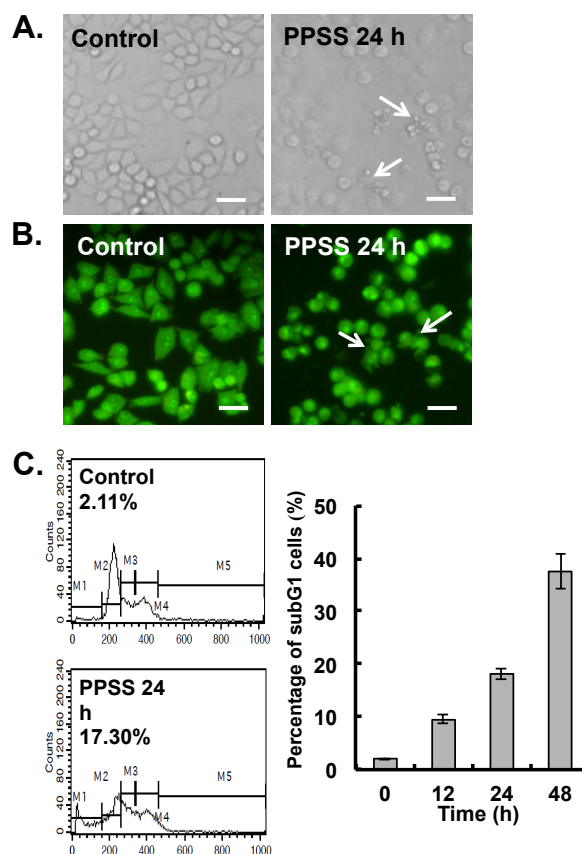 A.
Control
PPSS 24 h
B.
Control
PPSS 24 h
C.
Control
2.11%
Counts
0 40 80 120 160 200 240
M1
M2
M3
M4
M5
0 200 400 600 800 1000
PPSS 24
h
17.30%
Counts
0 40 80 120 160 200 240
M1
M2
M3
M4
M5
0 200 400 600 800 1000
Percentage of subG1 cells (%)
50
40
30
20
10
0
0 12 24 48
Time (h)